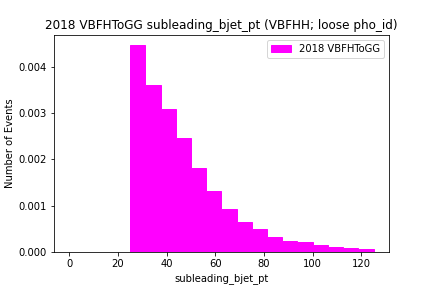 2018 VBFHToGG subleading_bjet_pt (VBFHH; loose pho_id)
2018 VBFHToGG
0.004
0.003
0.002
0.001
0.000
Number of Events
0 20 40 60 80 100 120
subleading_bjet_pt